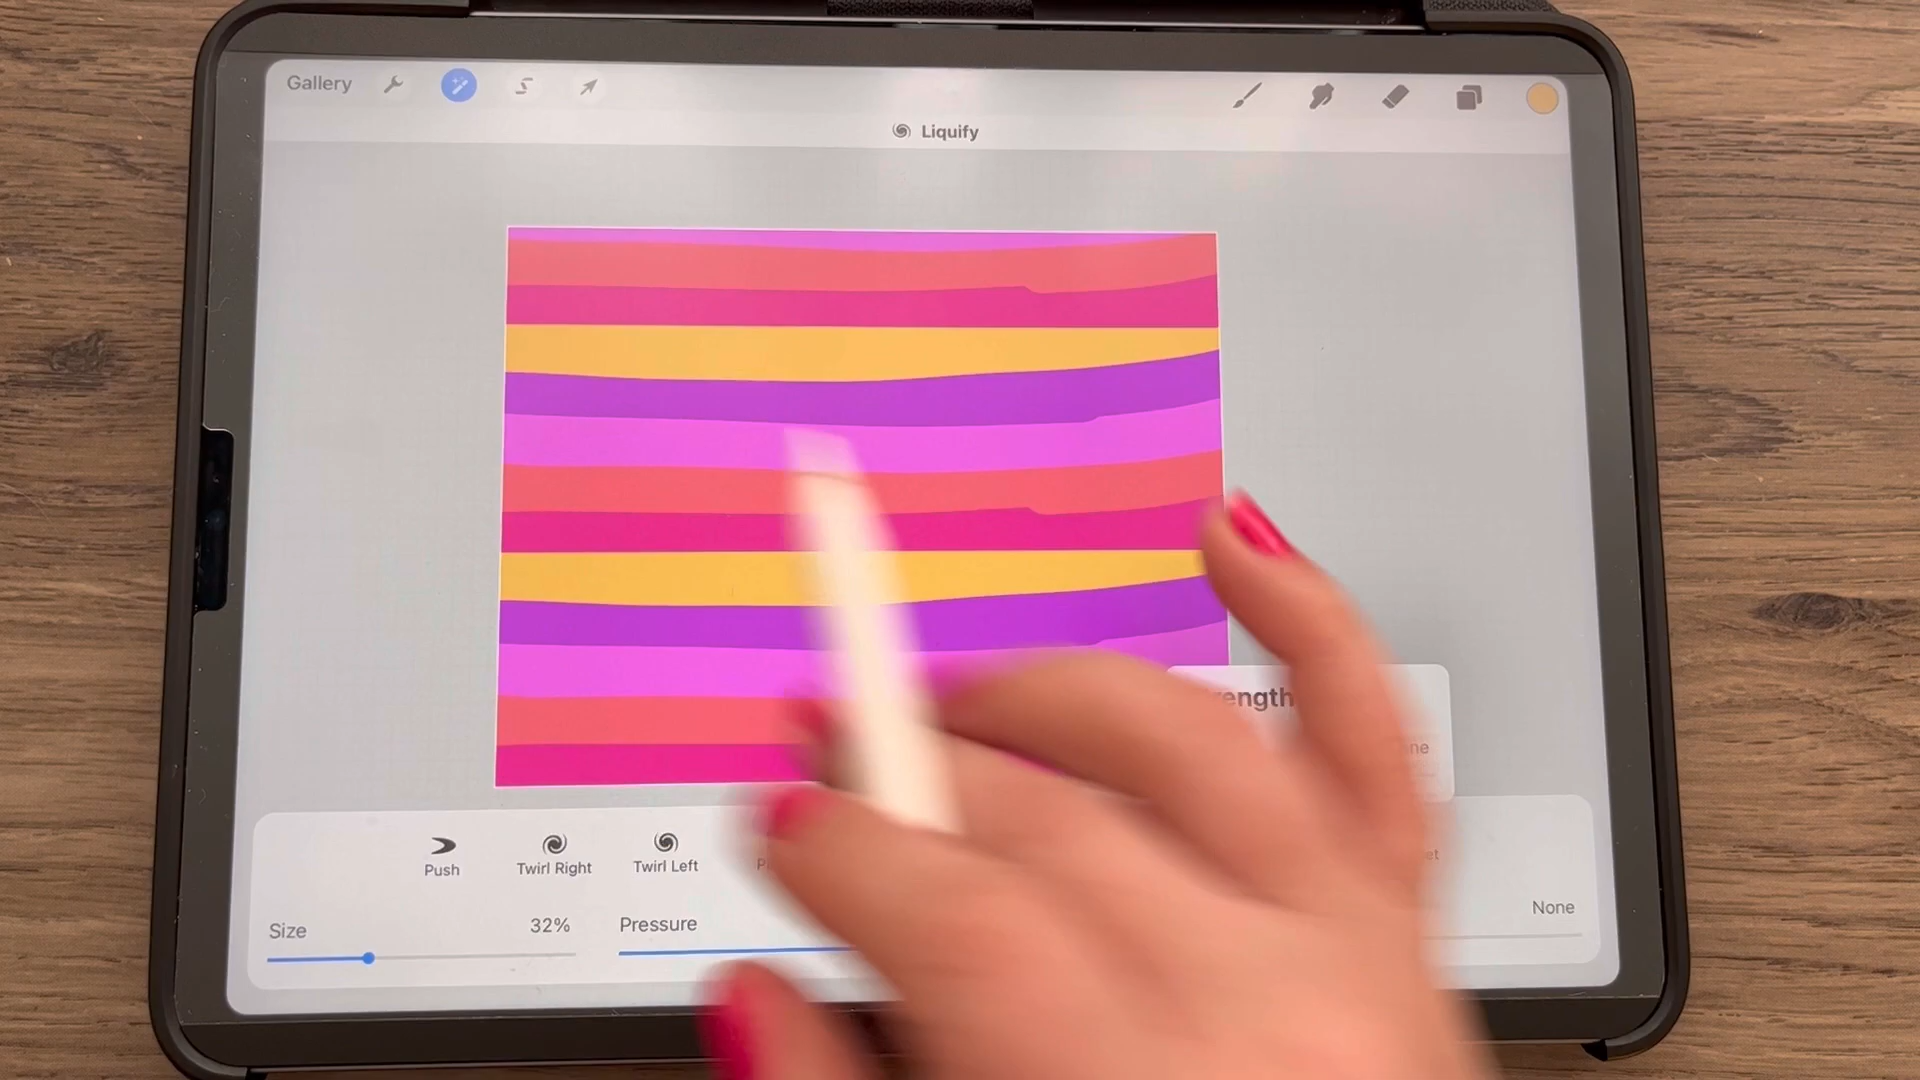 Gallery
Liquify
Push
Twirl Right
Twirl Left
Size
32%
Pressure
None